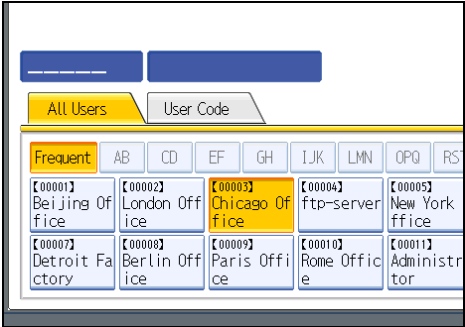 _____
All Users
User Code
Frequent AB CD EF GH IJK LMN OPQ RST
【00001】 【00002】 【00003】 【00004】 【00005】
Beijing Of London Off Chicago Of ftp-server New York
fice ice fice ffice
【00007】 【00008】 【00009】 【00010】 【00011】
Detroit Fa Berlin Off Paris Offi Rome Offic Administr
ctory ice ce e tor